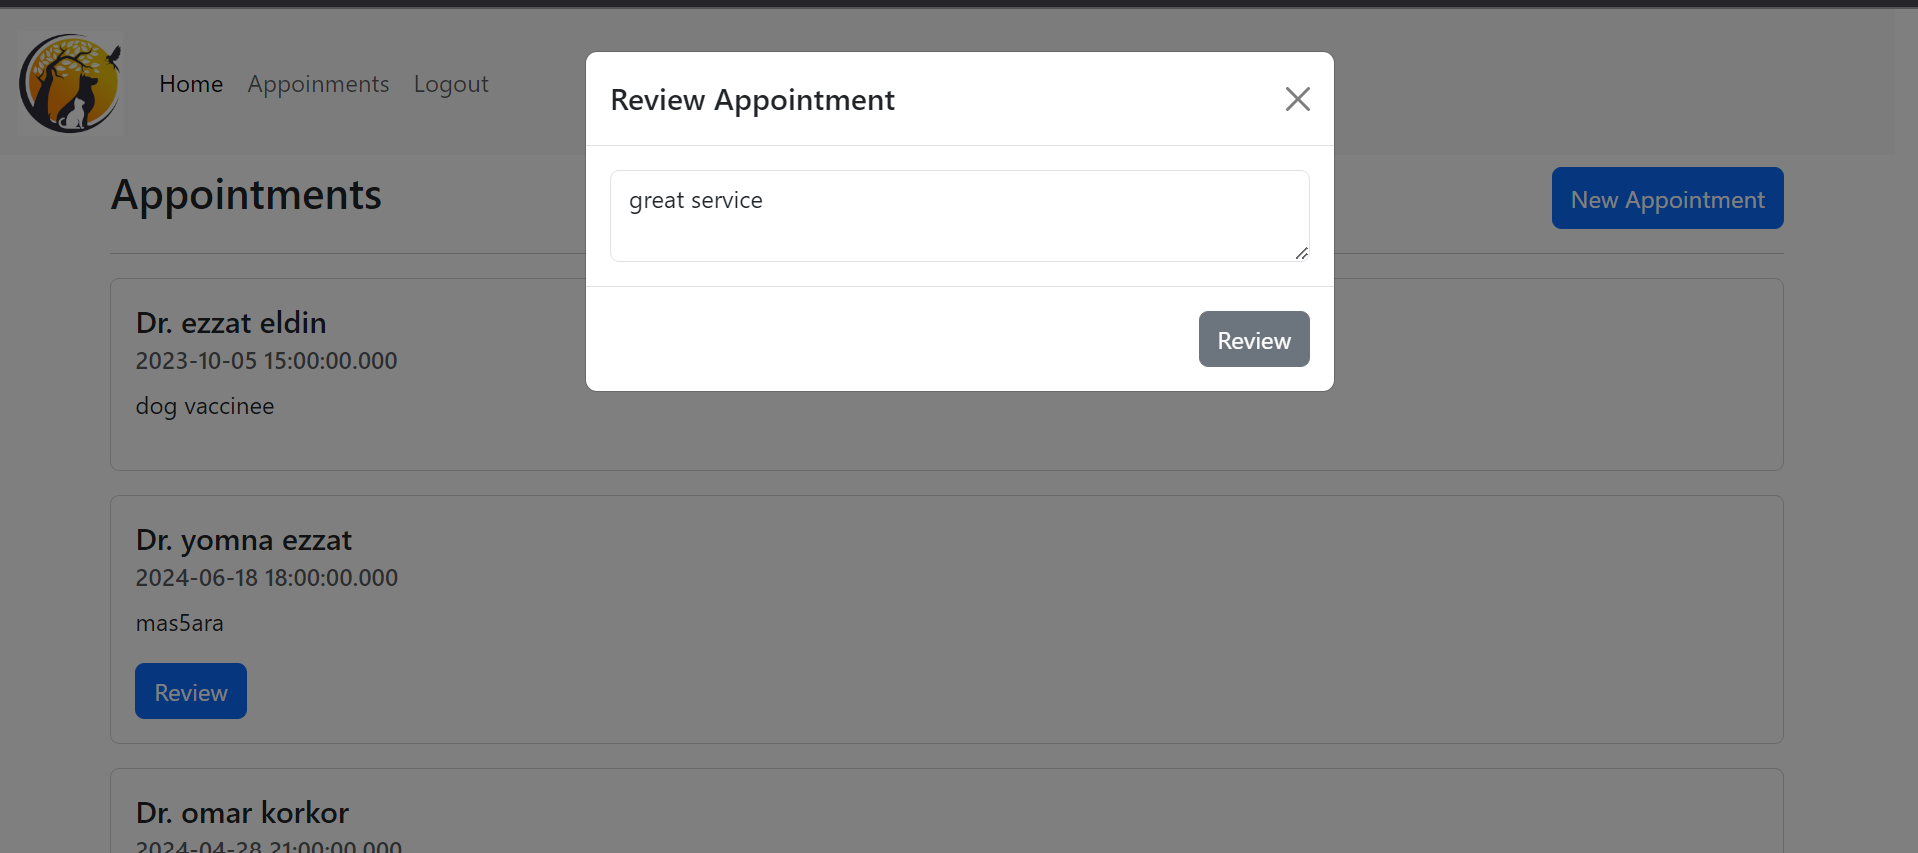 Home Appoinments Logout
Review Appointment
great service
Review
Appointments
New Appointment
Dr. ezzat eldin
2023-10-05 15:00:00.000
dog vaccinee
Dr. yomna ezzat
2024-06-18 18:00:00.000
mas5ara
Review
Dr. omar korkor
2024-04-28 21:00:00.000